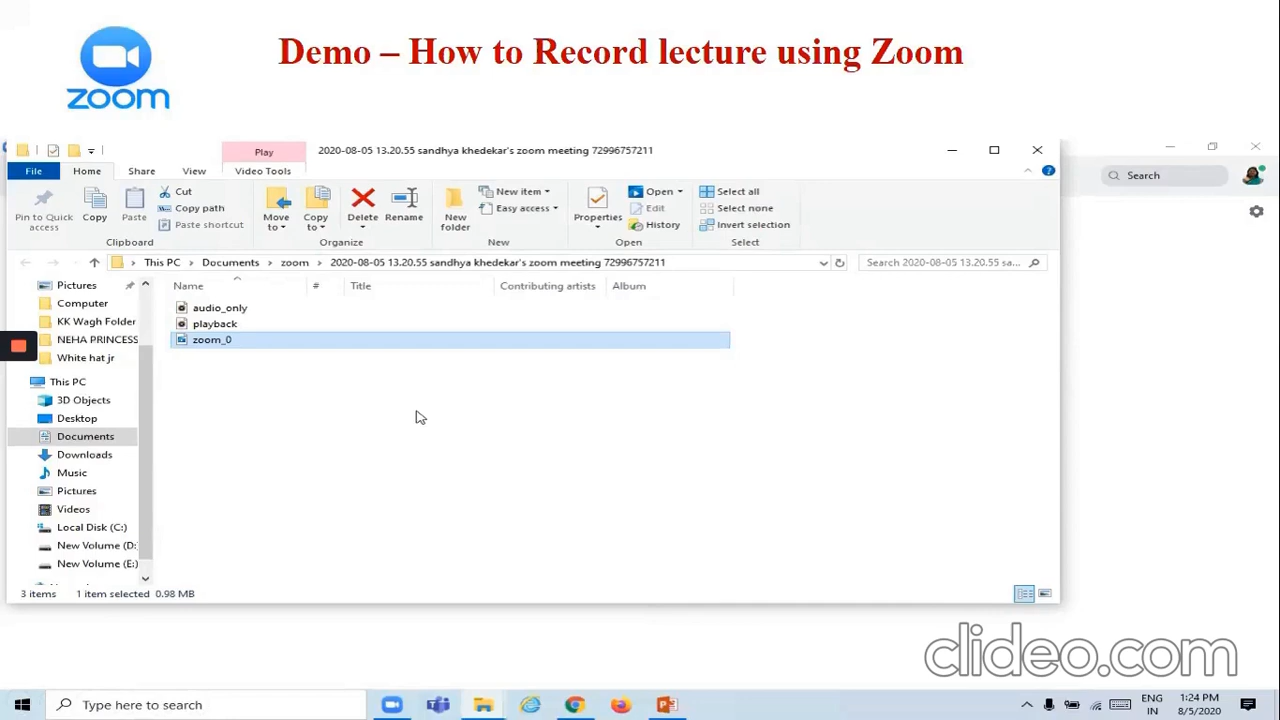 Demo – How to Record lecture using Zoom
zoom
Play
2020-08-05 13.20.55 sandhya khedekar's zoom meeting 72996757211
File
Home
Share
View
Video Tools
Search
Pin to Quick access
Copy
Paste
Cut
Copy path
Paste shortcut
Move to
Copy to
Delete
Rename
New folder
New item
Easy access
Properties
Open
Edit
History
Select all
Select none
Invert selection
Clipboard
Organize
New
Open
Select
This PC > Documents > zoom > 2020-08-05 13.20.55 sandhya khedekar's zoom meeting 72996757211
Search 2020-08-05 13.20.55 sa...
Name
#
Title
Contributing artists
Album
audio_only
playback
zoom_0
Pictures
Computer
KK Wagh Folder
NEHA PRINCESS
White hat jr
This PC
3D Objects
Desktop
Documents
Downloads
Music
Pictures
Videos
Local Disk (C:)
New Volume (D:
New Volume (E:)
3 items
1 item selected 0.98 MB
clideo.com
Type here to search
ENG
IN
1:24 PM
8/5/2020